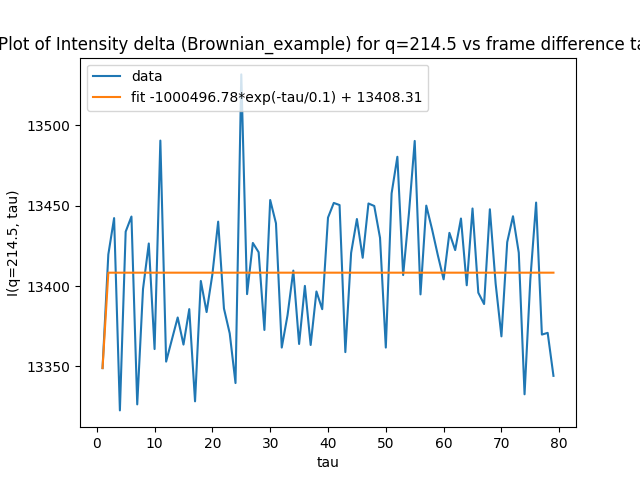 Plot of Intensity delta (Brownian_example) for q=214.5 vs frame difference ta
data
fit -1000496.78*exp(-tau/0.1) + 13408.31
I(q=214.5, tau)
13500
13450
13400
13350
0 10 20 30 40 50 60 70 80
tau